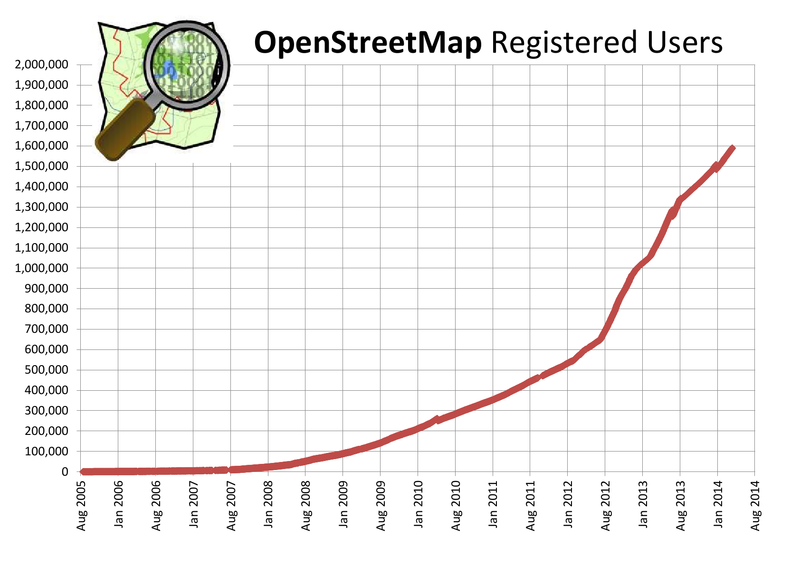 OpenStreetMap Registered Users
2,000,000
1,900,000
1,800,000
1,700,000
1,600,000
1,500,000
1,400,000
1,300,000
1,200,000
1,100,000
1,000,000
900,000
800,000
700,000
600,000
500,000
400,000
300,000
200,000
100,000
0
Aug 2005
Jan 2006
Aug 2006
Jan 2007
Aug 2007
Jan 2008
Aug 2008
Jan 2009
Aug 2009
Jan 2010
Aug 2010
Jan 2011
Aug 2011
Jan 2012
Aug 2012
Jan 2013
Aug 2013
Jan 2014
Aug 2014